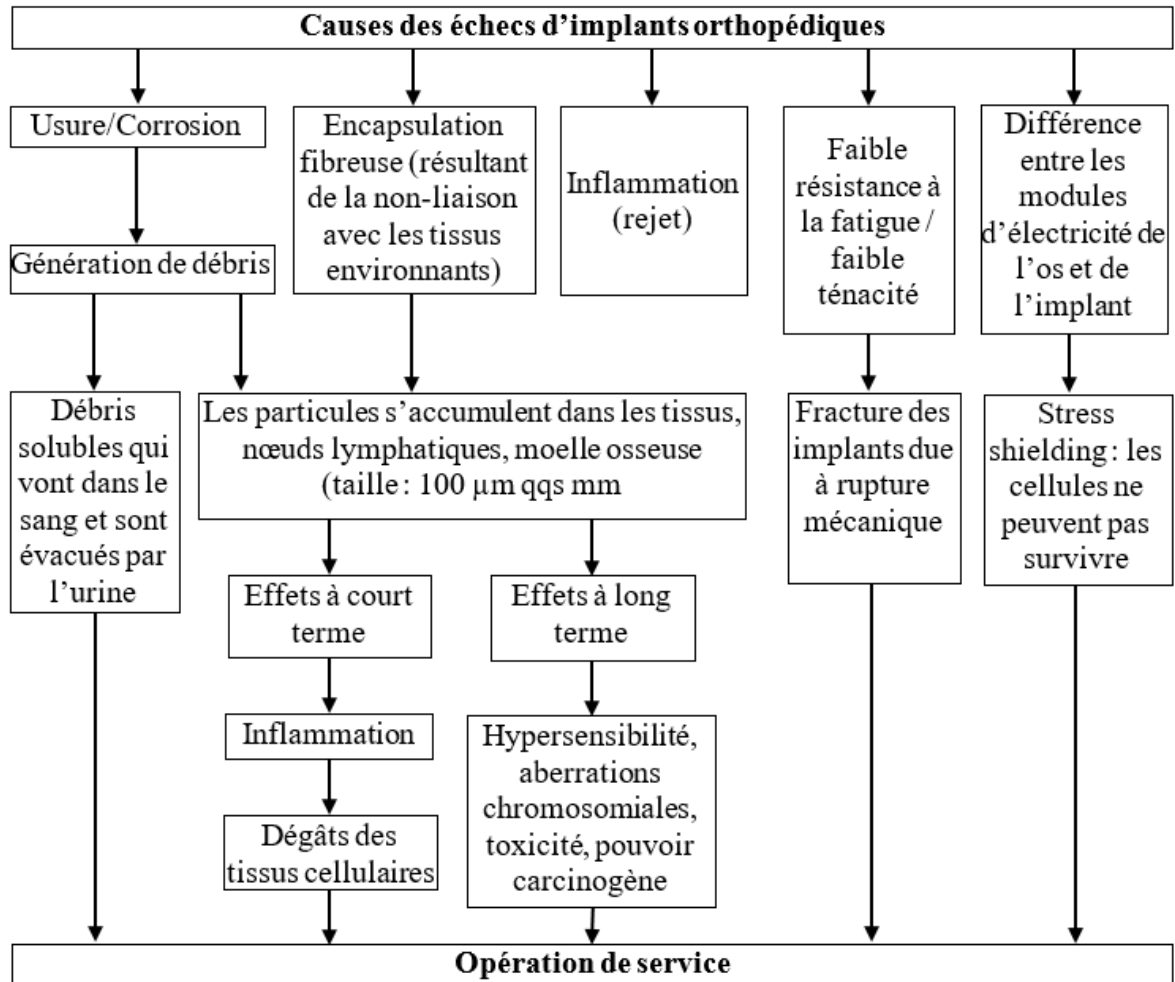 Causes des échecs d'implants orthopédiques
Usure/Corrosion
Encapsulation
fibreuse (résultant
de la non-liaison
avec les tissus
environnants)
Inflammation
(rejet)
Faible
résistance à
la fatigue /
faible
ténacité
Différence
entre les
modules
d'électricité de
l'os et de
l'implant
Génération de débris
Débris
solubles qui
vont dans le
sang et sont
évacués par
l'urine
Les particules s'accumulent dans les tissus,
nœuds lymphatiques, moelle osseuse
(taille : 100 µm qqs mm
Fracture des
implants due
à rupture
mécanique
Stress
shielding : les
cellules ne
peuvent pas
survivre
Effets à court
terme
Effets à long
terme
Inflammation
Hypersensibilité,
aberrations
chromosomiales,
toxicité, pouvoir
carcinogène
Dégâts des
tissus cellulaires
Opération de service